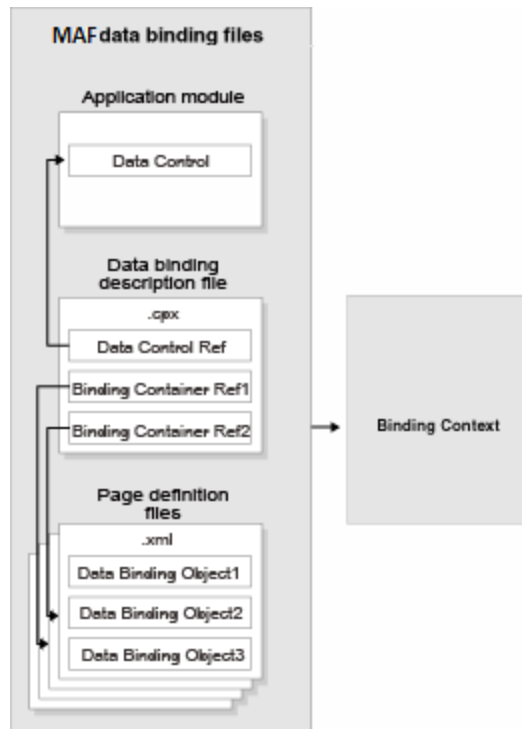 MAF data binding files
Application module
Data Control
Data binding
description file
.cpx
Data Control Ref
Binding Container Ref1
Binding Container Ref2
Binding Context
Page definition
files
.xml
Data Binding Object1
Data Binding Object2
Data Binding Object3